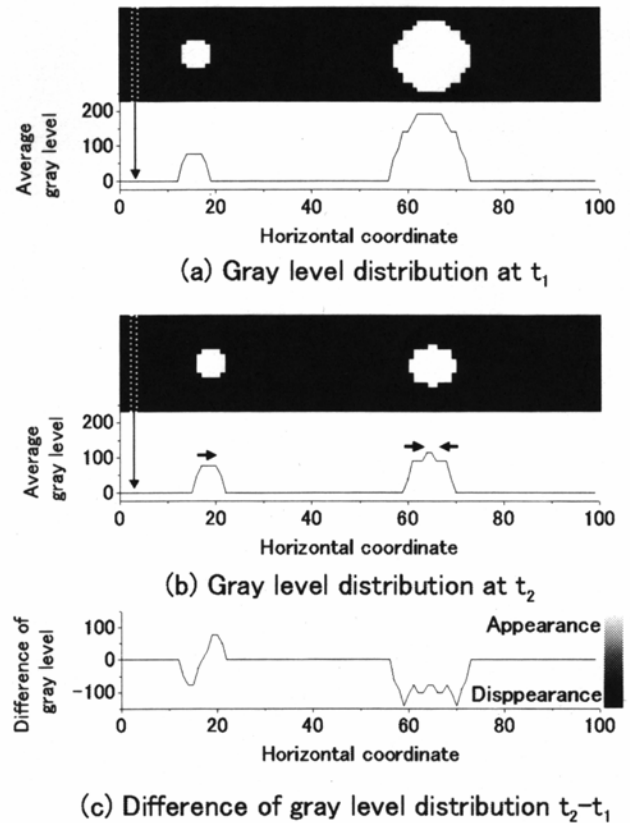 200
100
0
Average
gray level
0 20 40 60 80 100
Horizontal coordinate
(a) Gray level distribution at t₁
200
100
0
Average
gray level
0 20 40 60 80 100
Horizontal coordinate
(b) Gray level distribution at t₂
100
0
-100
Difference of
gray level
Appearance
Disppearance
0 20 40 60 80 100
Horizontal coordinate
(c) Difference of gray level distribution t₂-t₁